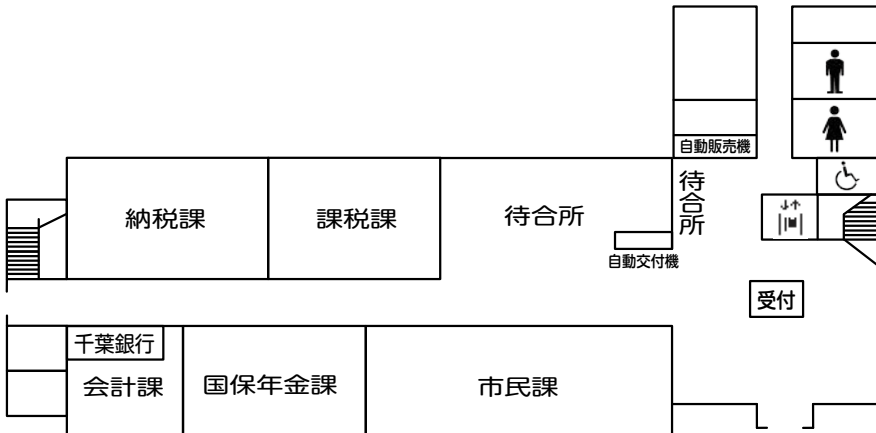 自動販売機
待合所
納税課
課税課
待合所
自動交付機
受付
千葉銀行
会計課
国保年金課
市民課